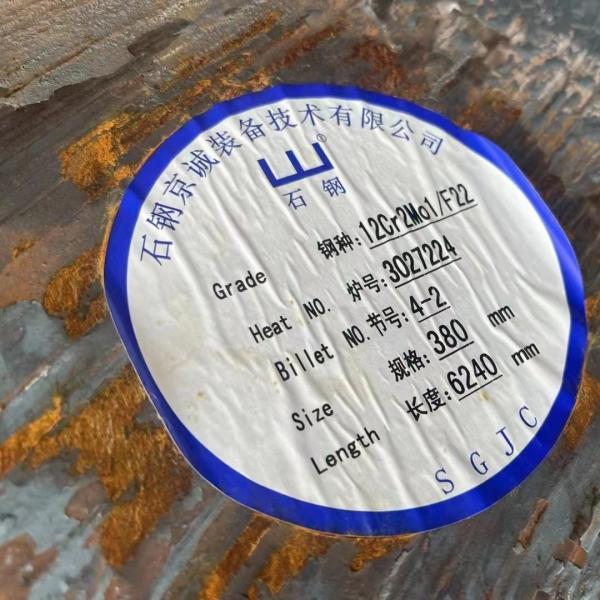 石钢京诚装备技术有限公司
®
石钢
Grade 钢种: 12Cr2Mo1/F22
Heat NO. 炉号: 3027224
Billet NO. 节号: 4-2
Size 规格: 380 mm
Length 长度: 6240 mm
SGJC